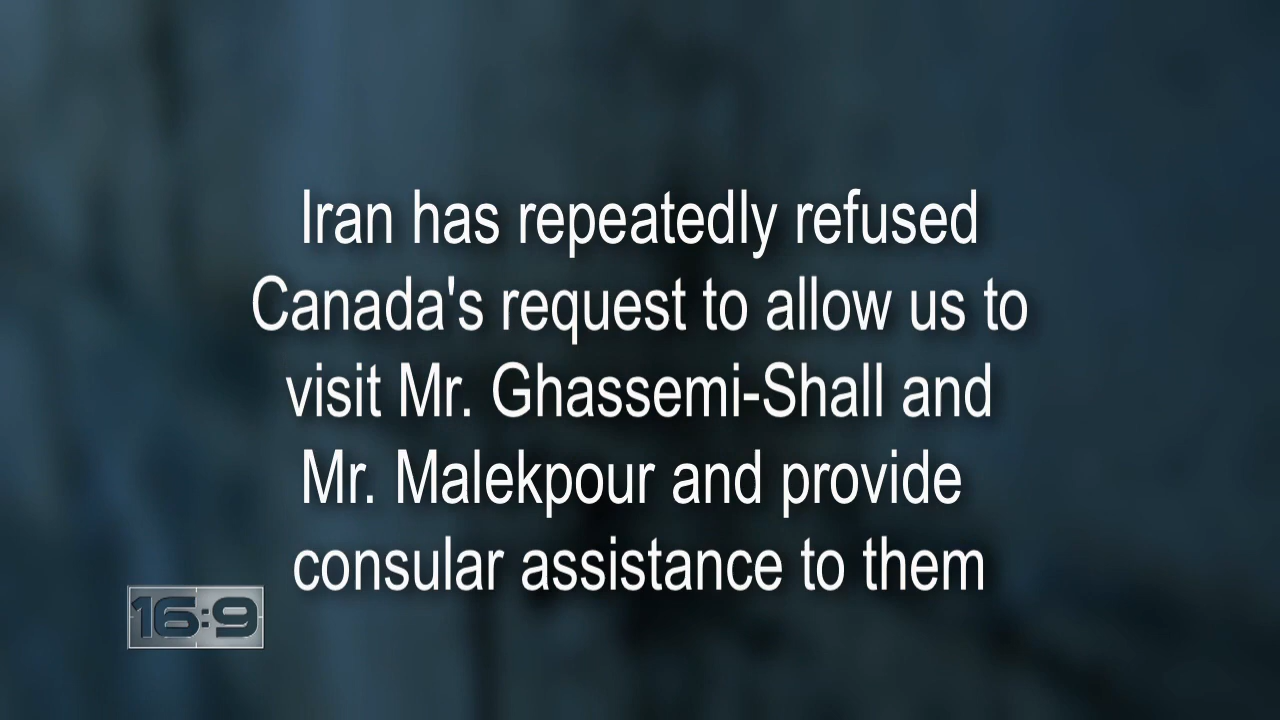 Iran has repeatedly refused
Canada's request to allow us to
visit Mr. Ghassemi-Shall and
Mr. Malekpour and provide
consular assistance to them
16:9